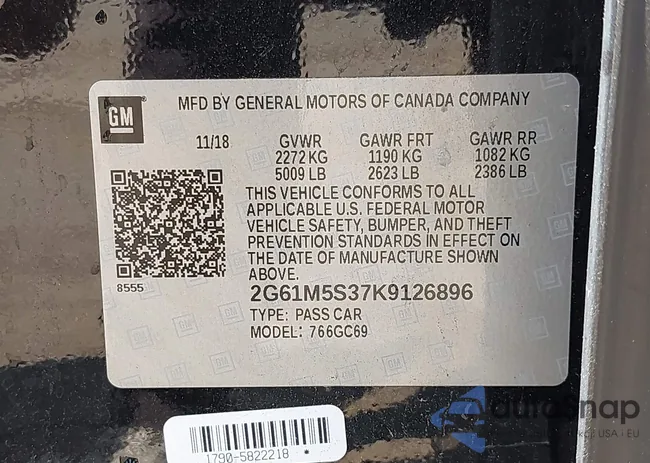 GM
MFD BY GENERAL MOTORS OF CANADA COMPANY
11/18 GVWR GAWR FRT GAWR RR
2272 KG 1190 KG 1082 KG
5009 LB 2623 LB 2386 LB
THIS VEHICLE CONFORMS TO ALL
APPLICABLE U.S. FEDERAL MOTOR
VEHICLE SAFETY, BUMPER, AND THEFT
PREVENTION STANDARDS IN EFFECT ON
THE DATE OF MANUFACTURE SHOWN
ABOVE.
8555
2G61M5S37K9126896
TYPE: PASS CAR
MODEL: 766GC69
* 1790-5822218 *
autosnap
USA - EU